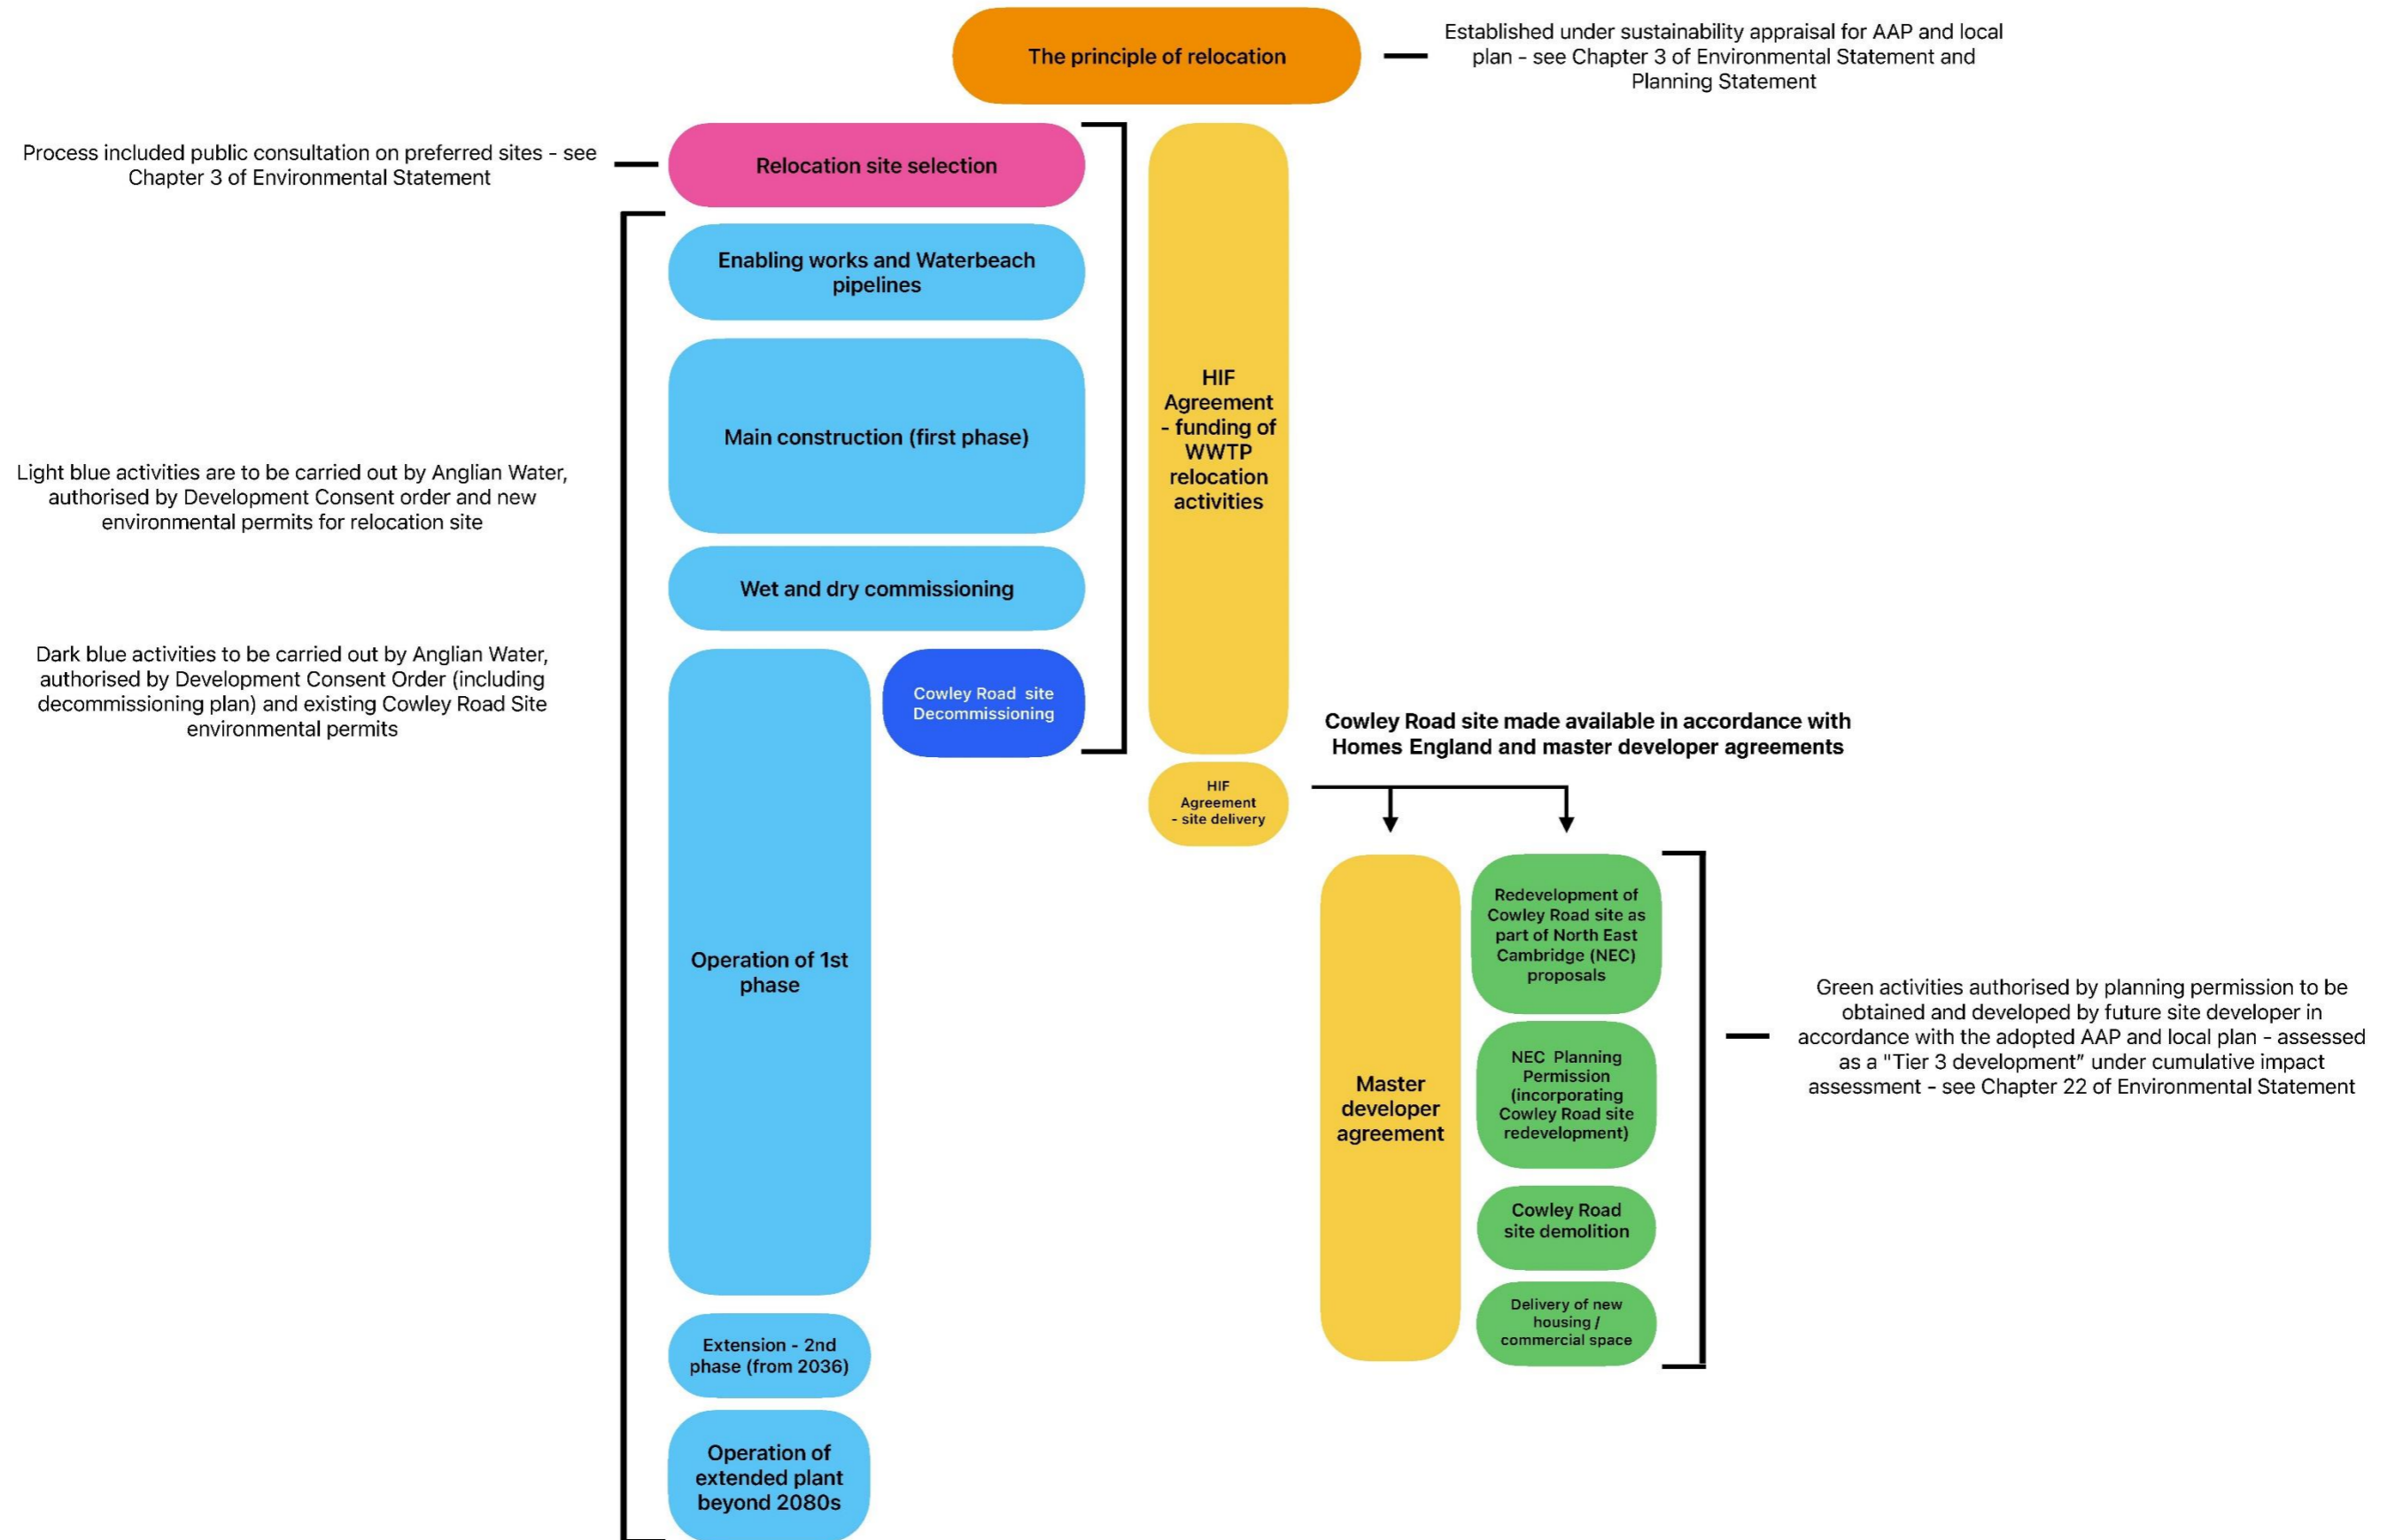 The principle of relocation
Established under sustainability appraisal for AAP and local
plan - see Chapter 3 of Environmental Statement and
Planning Statement
Process included public consultation on preferred sites - see
Chapter 3 of Environmental Statement
Relocation site selection
Enabling works and Waterbeach
pipelines
Main construction (first phase)
HIF
Agreement
- funding of
WWTP
relocation
activities
Light blue activities are to be carried out by Anglian Water,
authorised by Development Consent order and new
environmental permits for relocation site
Wet and dry commissioning
Dark blue activities to be carried out by Anglian Water,
authorised by Development Consent Order (including
decommissioning plan) and existing Cowley Road Site
environmental permits
Cowley Road site
Decommissioning
Cowley Road site made available in accordance with
Homes England and master developer agreements
HIF
Agreement
- site delivery
Operation of 1st
phase
Master
developer
agreement
Redevelopment of
Cowley Road site as
part of North East
Cambridge (NEC)
proposals
NEC Planning
Permission
(incorporating
Cowley Road site
redevelopment)
Cowley Road
site demolition
Delivery of new
housing /
commercial space
Green activities authorised by planning permission to be
obtained and developed by future site developer in
accordance with the adopted AAP and local plan - assessed
as a "Tier 3 development” under cumulative impact
assessment - see Chapter 22 of Environmental Statement
Extension - 2nd
phase (from 2036)
Operation of
extended plant
beyond 2080s